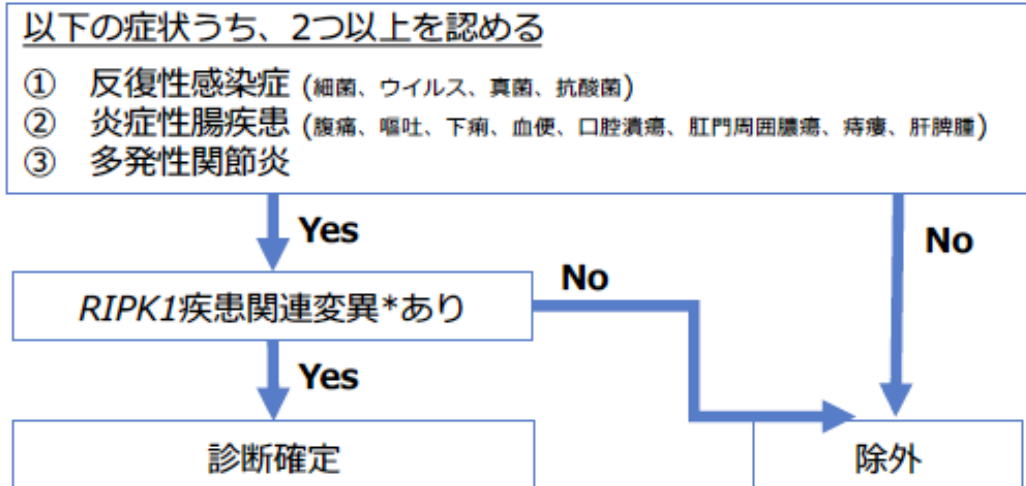 以下の症状うち、2つ以上を認める
① 反復性感染症 (細菌、ウイルス、真菌、抗酸菌)
② 炎症性腸疾患 (腹痛、嘔吐、下痢、血便、口腔潰瘍、肛門周囲膿瘍、痔瘻、肝脾腫)
③ 多発性関節炎
Yes
No
RIPK1疾患関連変異*あり
No
Yes
診断確定
除外